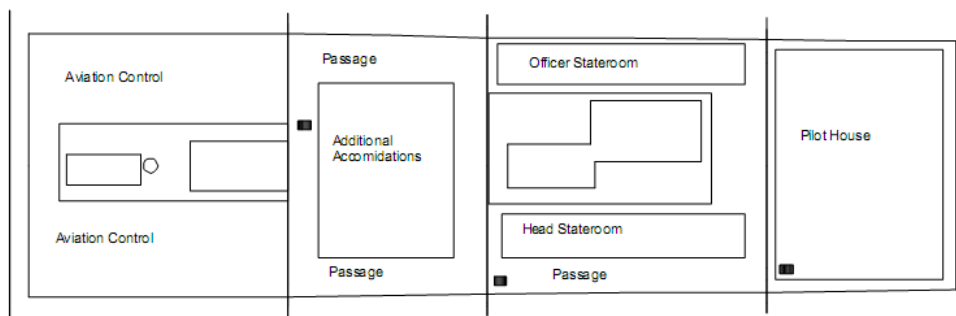 Aviation Control
Aviation Control
Passage
Additional
Accomidations
Passage
Officer Stateroom
Head Stateroom
Passage
Pilot House